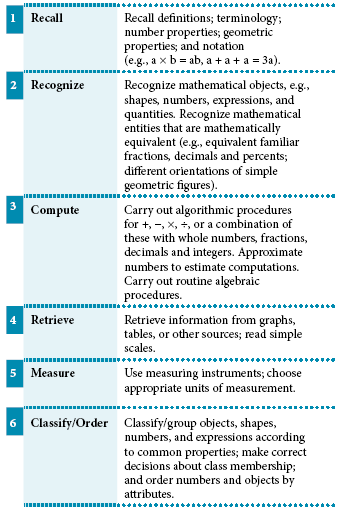 1 Recall Recall definitions; terminology;
number properties; geometric
properties; and notation
(e.g., a × b = ab, a + a + a = 3a).
2 Recognize Recognize mathematical objects, e.g.,
shapes, numbers, expressions, and
quantities. Recognize mathematical
entities that are mathematically
equivalent (e.g., equivalent familiar
fractions, decimals and percents;
different orientations of simple
geometric figures).
3 Compute Carry out algorithmic procedures
for +, −, ×, ÷, or a combination of
these with whole numbers, fractions,
decimals and integers. Approximate
numbers to estimate computations.
Carry out routine algebraic
procedures.
4 Retrieve Retrieve information from graphs,
tables, or other sources; read simple
scales.
5 Measure Use measuring instruments; choose
appropriate units of measurement.
6 Classify/Order Classify/group objects, shapes,
numbers, and expressions according
to common properties; make correct
decisions about class membership;
and order numbers and objects by
attributes.